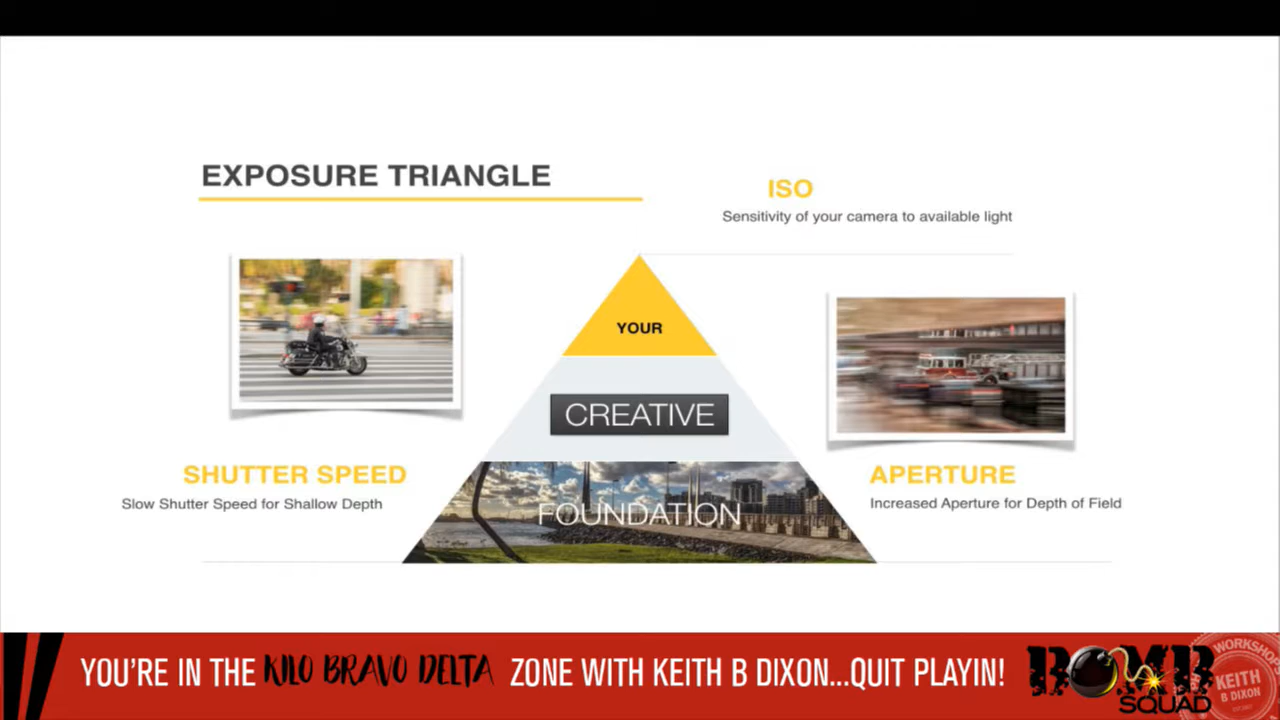 EXPOSURE TRIANGLE
ISO
Sensitivity of your camera to available light
YOUR
CREATIVE
FOUNDATION
SHUTTER SPEED
Slow Shutter Speed for Shallow Depth
APERTURE
Increased Aperture for Depth of Field
YOU'RE IN THE KILO BRAVO DELTA ZONE WITH KEITH B DIXON...QUIT PLAYIN!
BOMB
SQUAD
WORKSHOP
KEITH
B DIXON